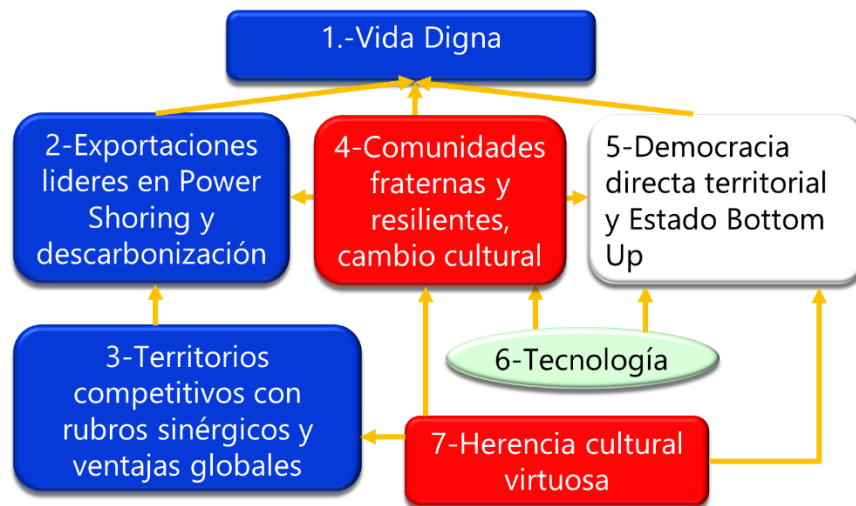 1.-Vida Digna
2-Exportaciones
lideres en Power
Shoring y
descarbonización
4-Comunidades
fraternas y
resilientes,
cambio cultural
5-Democracia
directa territorial
y Estado Bottom
Up
3-Territorios
competitivos con
rubros sinérgicos y
ventajas globales
6-Tecnología
7-Herencia cultural
virtuosa